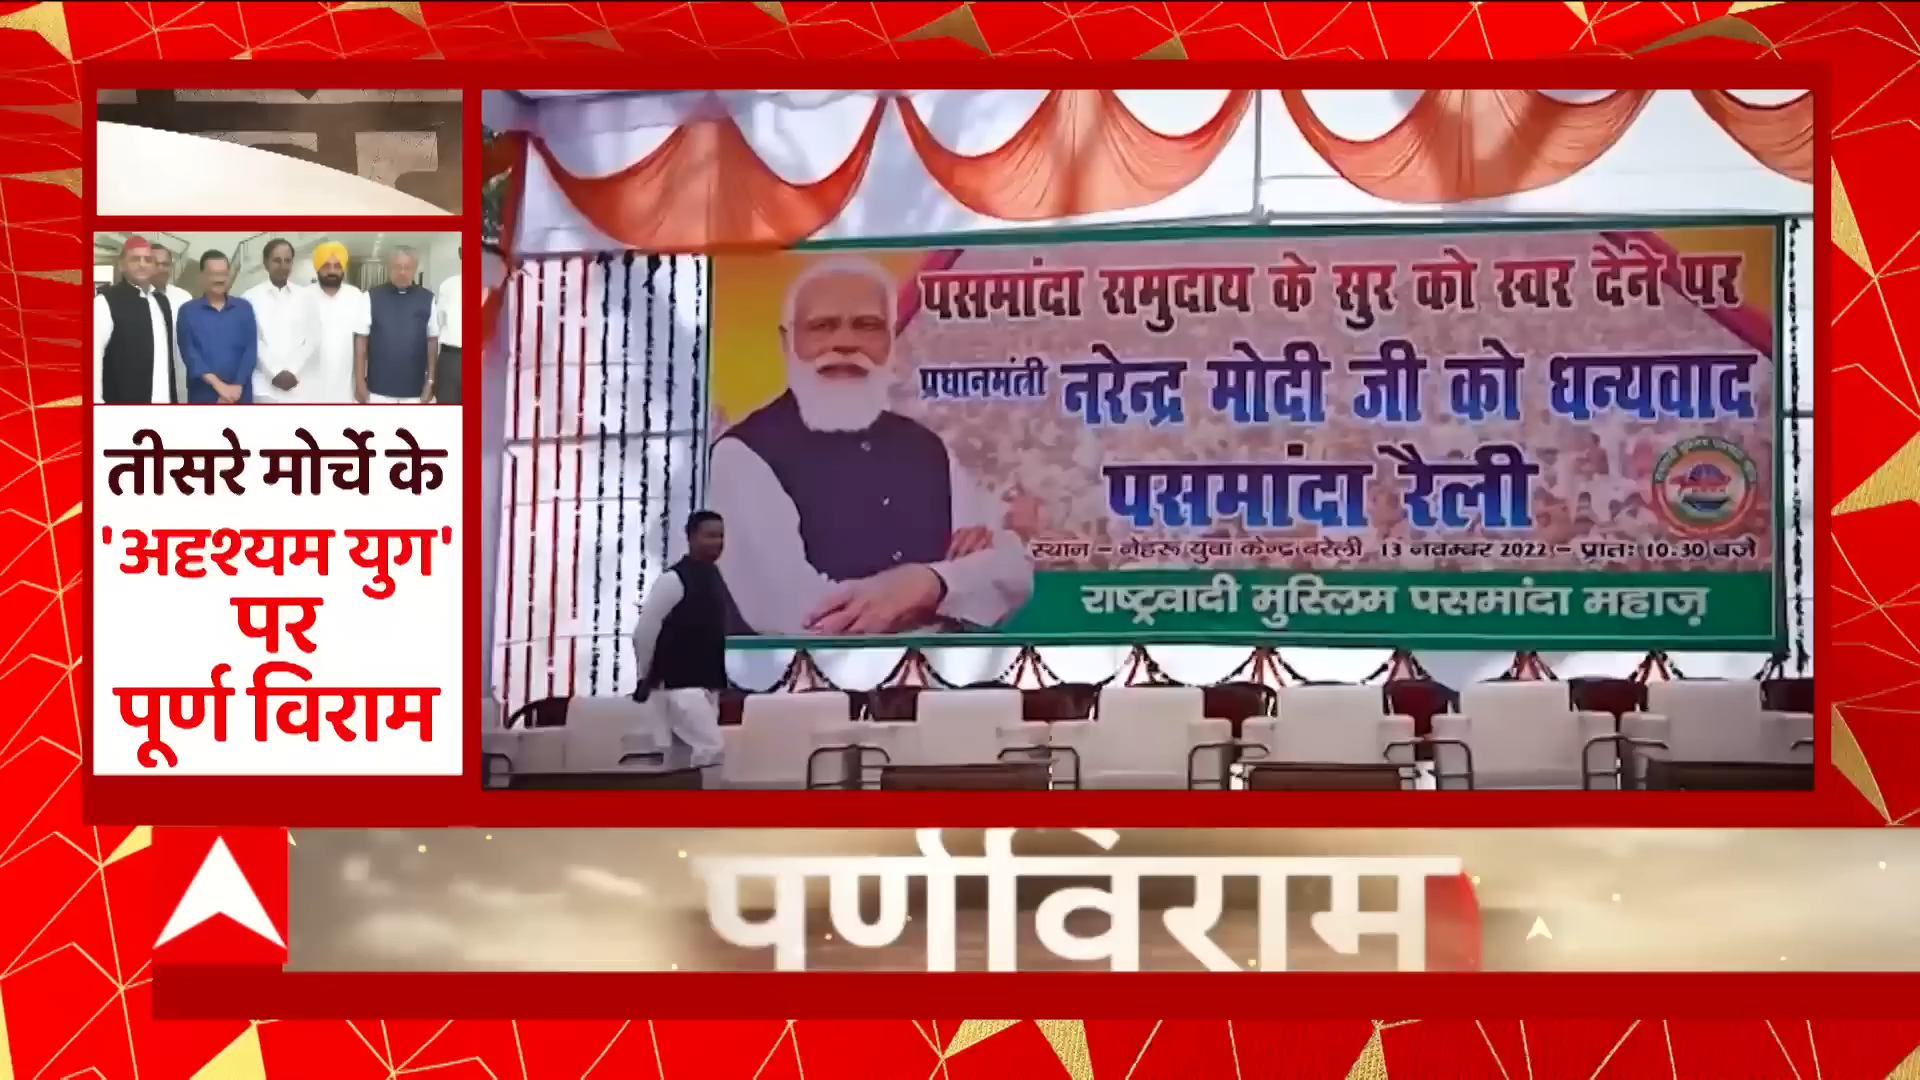 तीसरे मोर्चे के
'अदृश्यम युग'
पर
पूर्ण विराम
पसमांदा समुदाय के सुर को स्वर देने पर
प्रधानमंत्री नरेन्द्र मोदी जी को धन्यवाद
पसमांदा रैली
स्थान - नेहरू युवा केन्द्र बरेली, 13 नवम्बर 2022 - प्रातः 10.30 बजे
राष्ट्रवादी मुस्लिम पसमांदा महाज़
पूर्णविराम